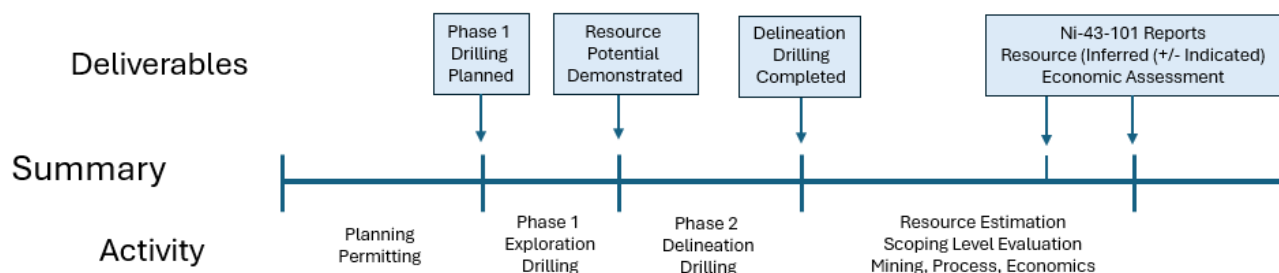 Deliverables
Phase 1
Drilling
Planned
Resource
Potential
Demonstrated
Delineation
Drilling
Completed
Ni-43-101 Reports
Resource (Inferred (+/- Indicated)
Economic Assessment
Summary
Activity
Planning
Permitting
Phase 1
Exploration
Drilling
Phase 2
Delineation
Drilling
Resource Estimation
Scoping Level Evaluation
Mining, Process, Economics